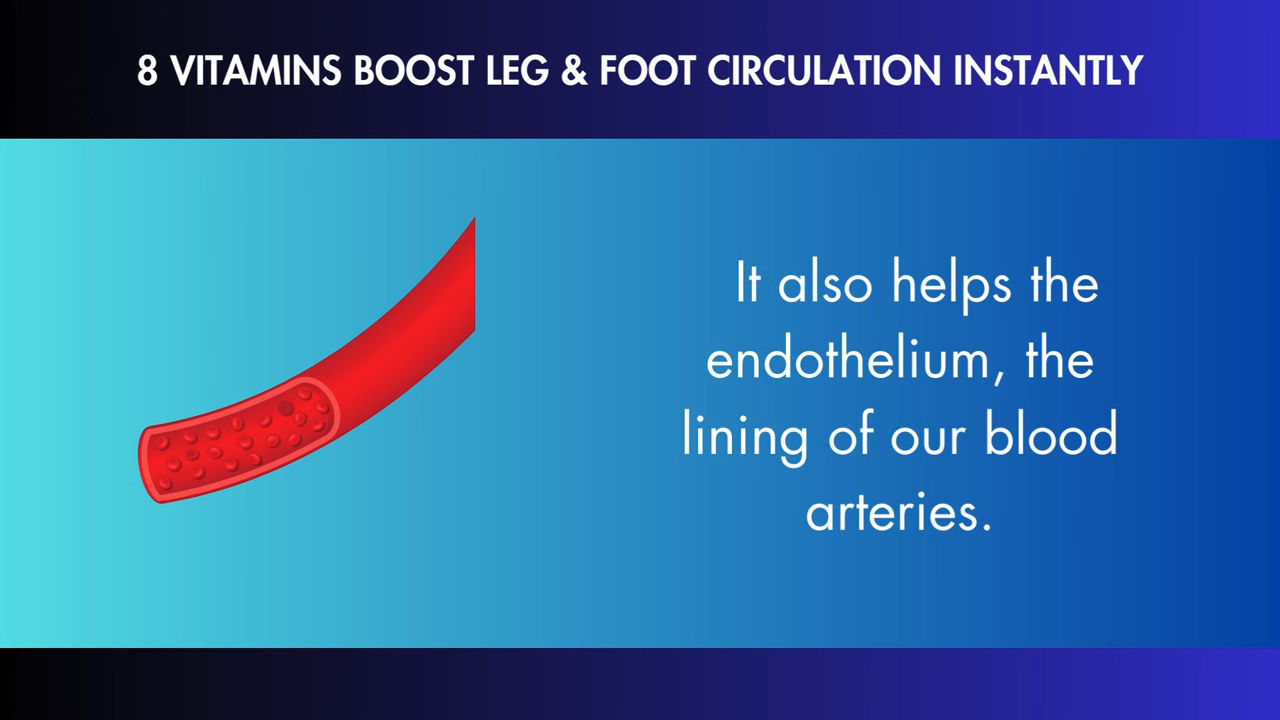 8 VITAMINS BOOST LEG & FOOT CIRCULATION INSTANTLY
It also helps the
endothelium, the
lining of our blood
arteries.